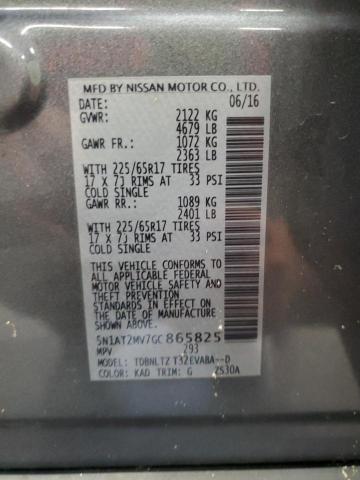 MFD BY NISSAN MOTOR CO., LTD.
DATE: 06/16
GVWR: 2122 KG
4679 LB
GAWR FR.: 1072 KG
2363 LB
WITH 225/65R17 TIRES
17 X 7J RIMS AT 33 PSI
COLD SINGLE
GAWR RR.: 1089 KG
2401 LB
WITH 225/65R17 TIRES
17 X 7J RIMS AT 33 PSI
COLD SINGLE
THIS VEHICLE CONFORMS TO
ALL APPLICABLE FEDERAL
MOTOR VEHICLE SAFETY,
BUMPER, AND THEFT PREVENTION
STANDARDS IN EFFECT ON THE
DATE OF MANUFACTURE
SHOWN ABOVE.
5N1AT2MV7GC865825
MPV 293
MODEL: TDBNLTZ T32EVABA--D
COLOR: KAD TRIM: G ZS30A